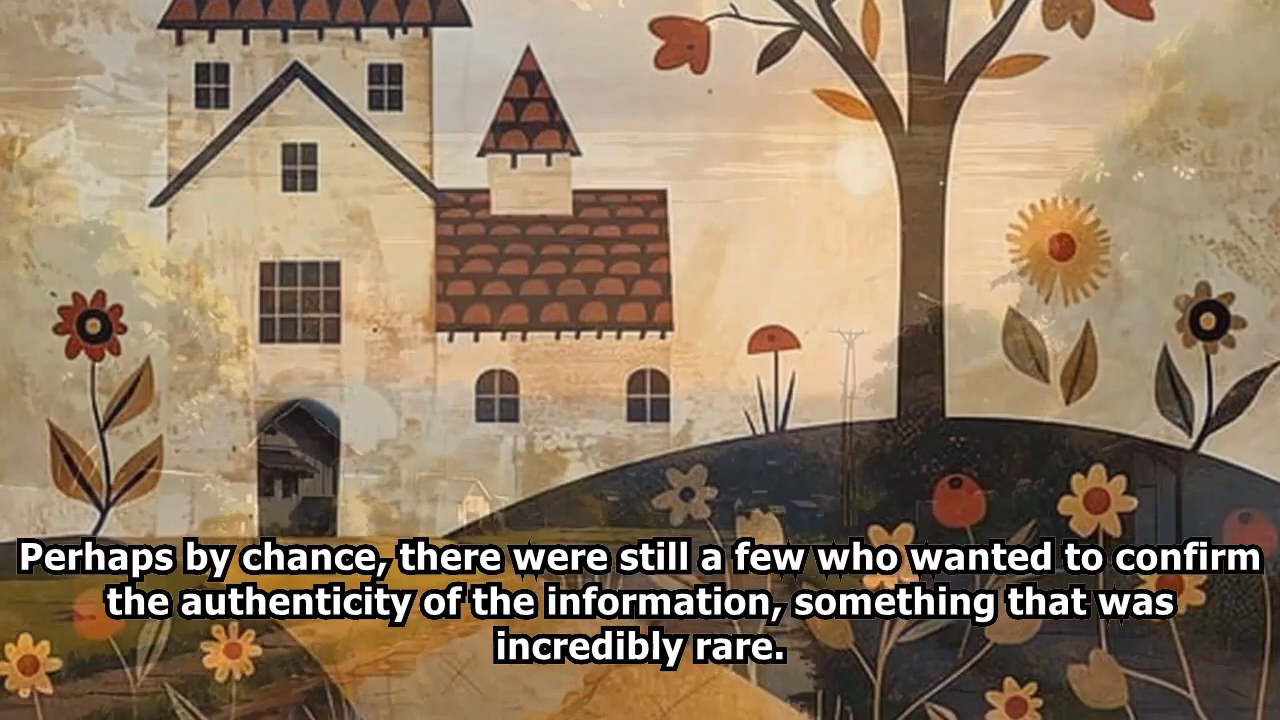 Perhaps by chance, there were still a few who wanted to confirm
the authenticity of the information, something that was
incredibly rare.